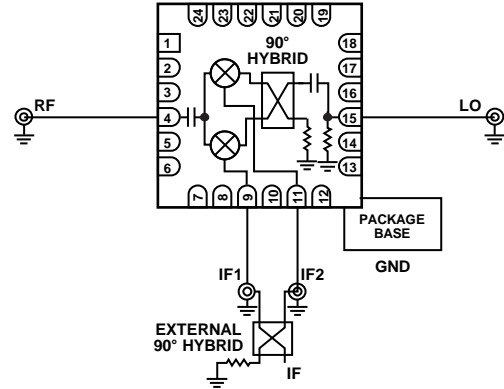 24 23 22 21 20 19
90°
HYBRID
1
2
3
4
5
6
18
17
16
15
14
13
RF
LO
7 8 9 10 11 12
PACKAGE
BASE
GND
IF1
IF2
EXTERNAL
90° HYBRID
IF